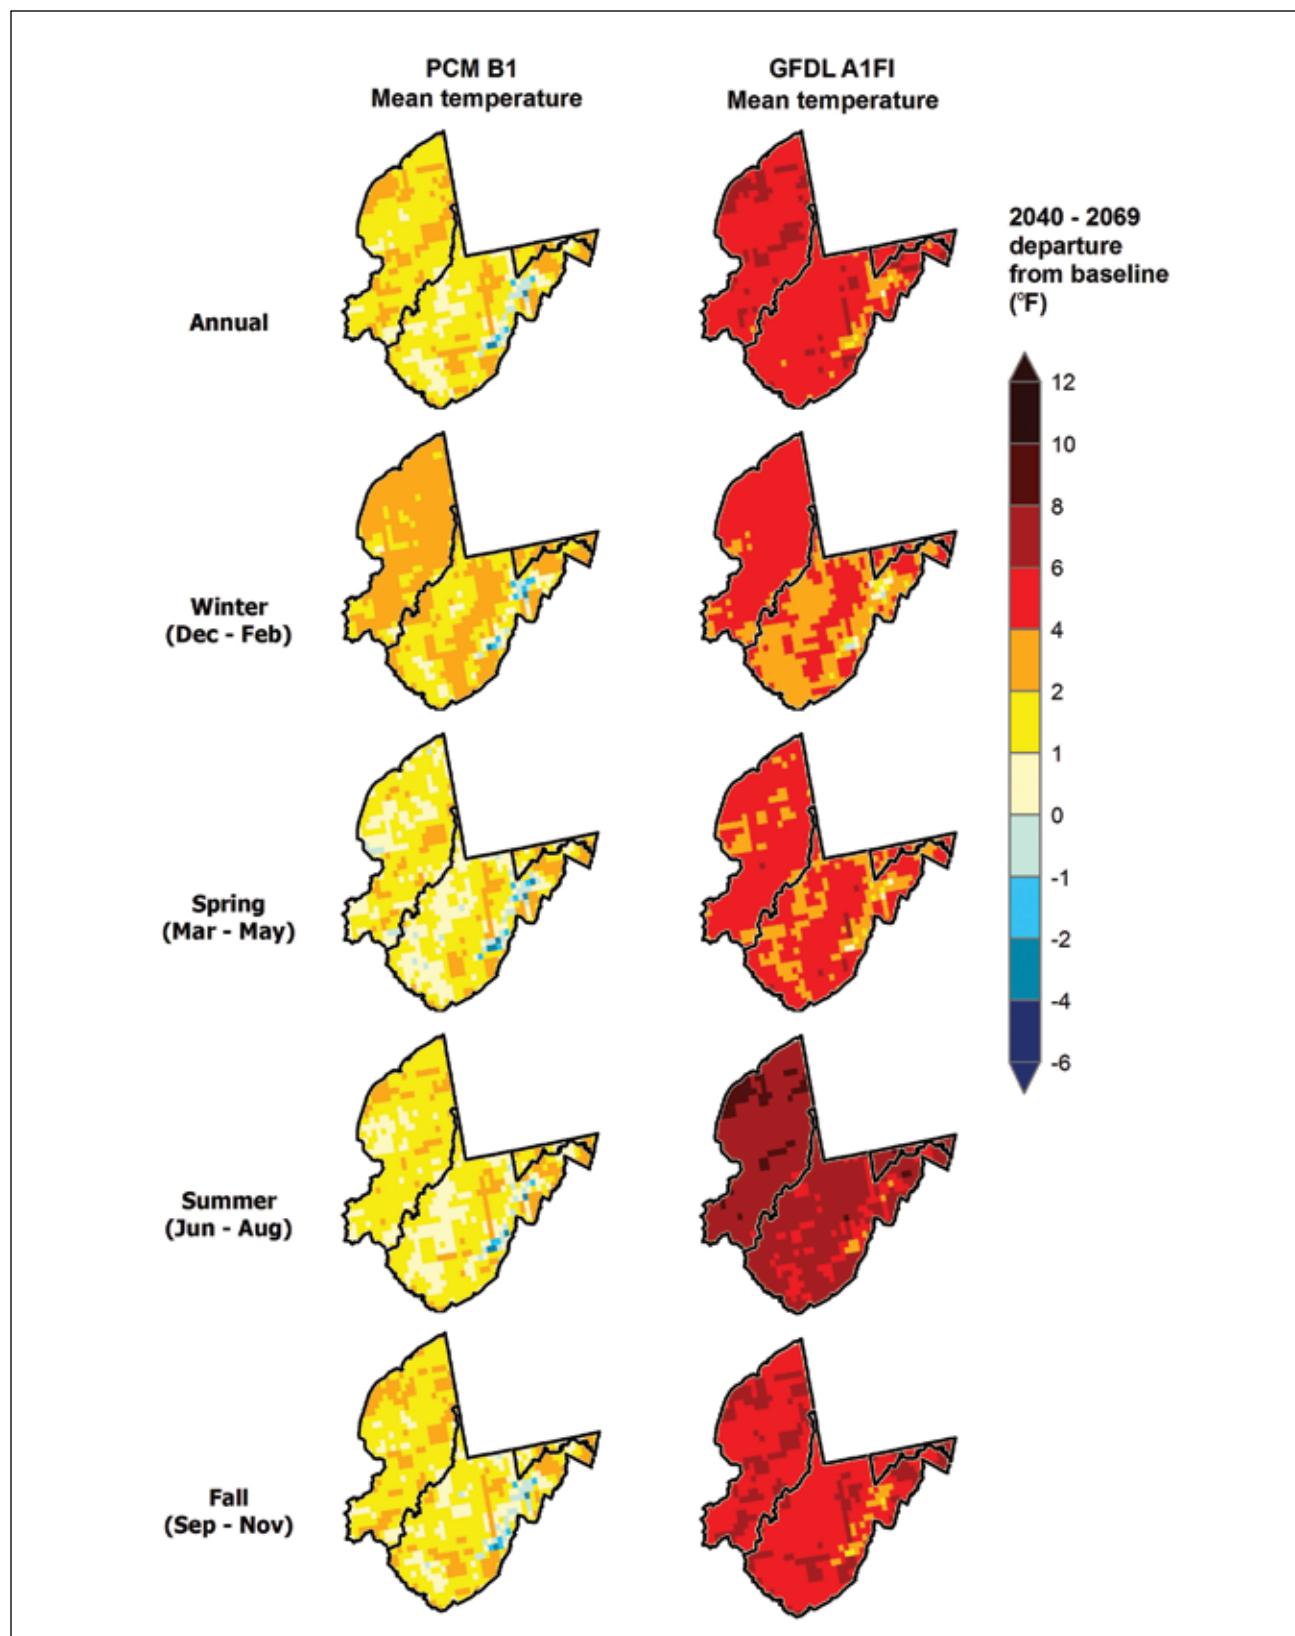 PCM B1
Mean temperature
GFDL A1FI
Mean temperature
2040 - 2069
departure
from baseline
(°F)
Annual
Winter
(Dec - Feb)
Spring
(Mar - May)
Summer
(Jun - Aug)
Fall
(Sep - Nov)
12
10
8
6
4
2
1
0
-1
-2
-4
-6